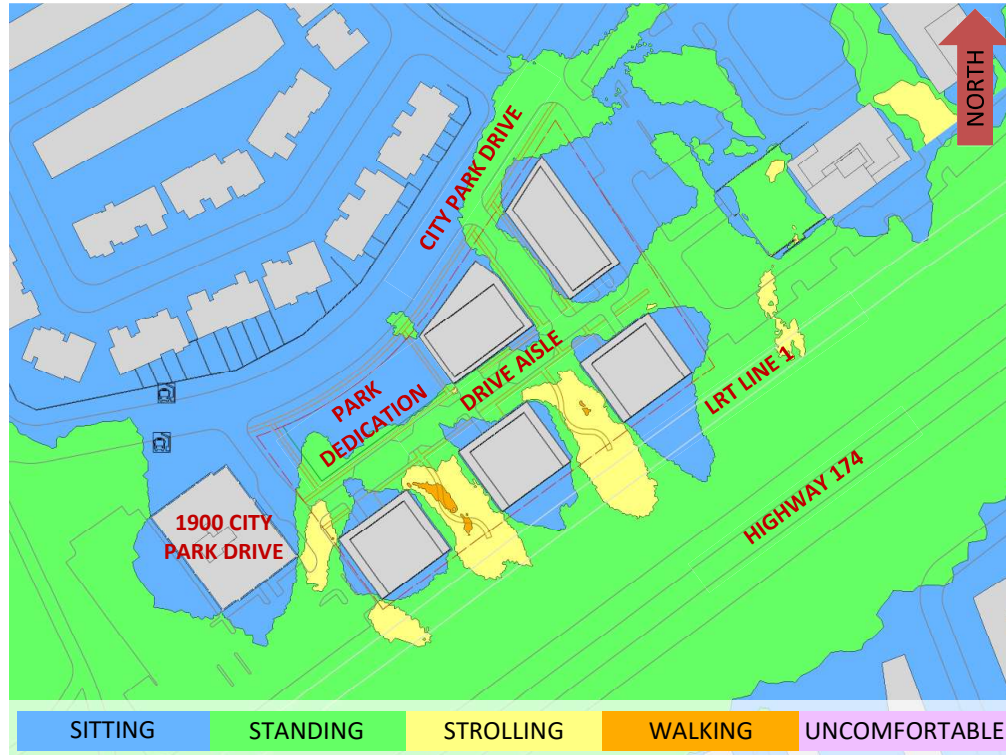 NORTH
CITY PARK DRIVE
DRIVE AISLE
PARK
DEDICATION
LRT LINE 1
HIGHWAY 174
1900 CITY
PARK DRIVE
SITTING
STANDING
STROLLING
WALKING
UNCOMFORTABLE